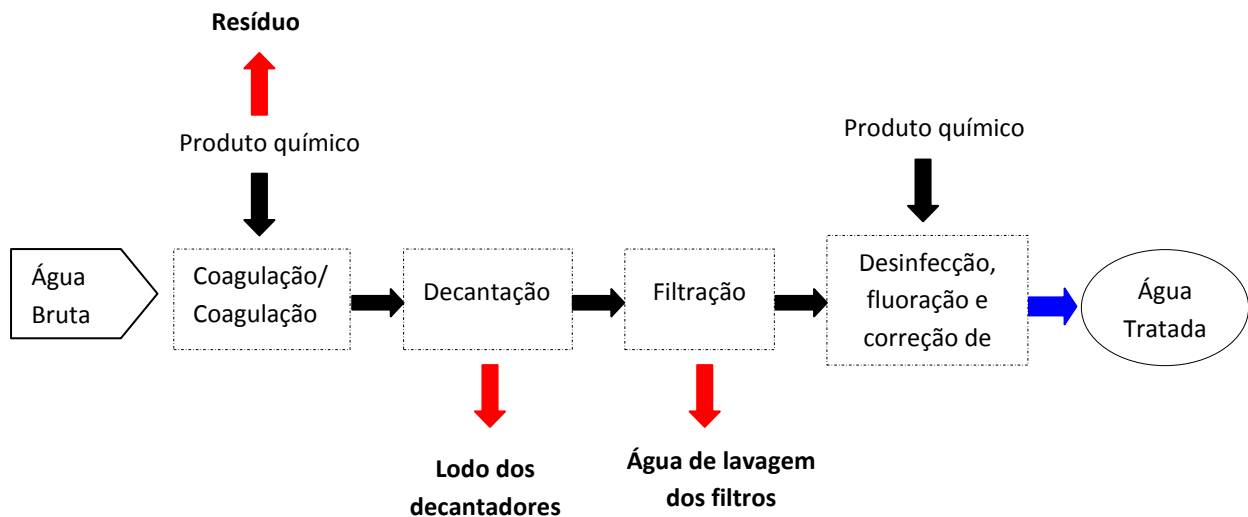 Resíduo
Produto químico
Produto químico
Água
Bruta
Coagulação/
Coagulação
Decantação
Filtração
Desinfecção,
fluoração e
correção de
Água
Tratada
Lodo dos
decantadores
Água de lavagem
dos filtros